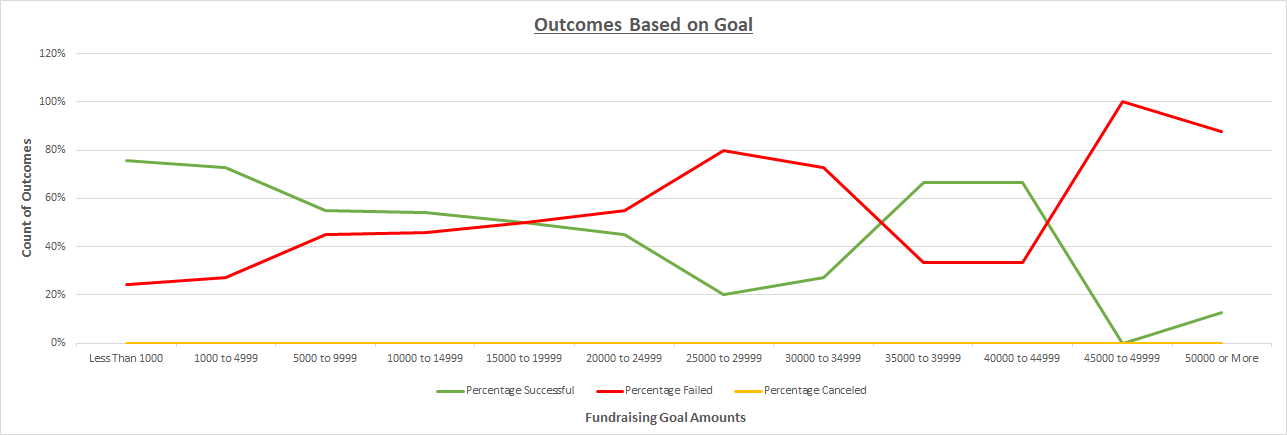 Outcomes Based on Goal
120%
100%
80%
60%
40%
20%
0%
Count of Outcomes
Less Than 1000 1000 to 4999 5000 to 9999 10000 to 14999 15000 to 19999 20000 to 24999 25000 to 29999 30000 to 34999 35000 to 39999 40000 to 44999 45000 to 49999 50000 or More
Percentage Successful Percentage Failed Percentage Canceled
Fundraising Goal Amounts